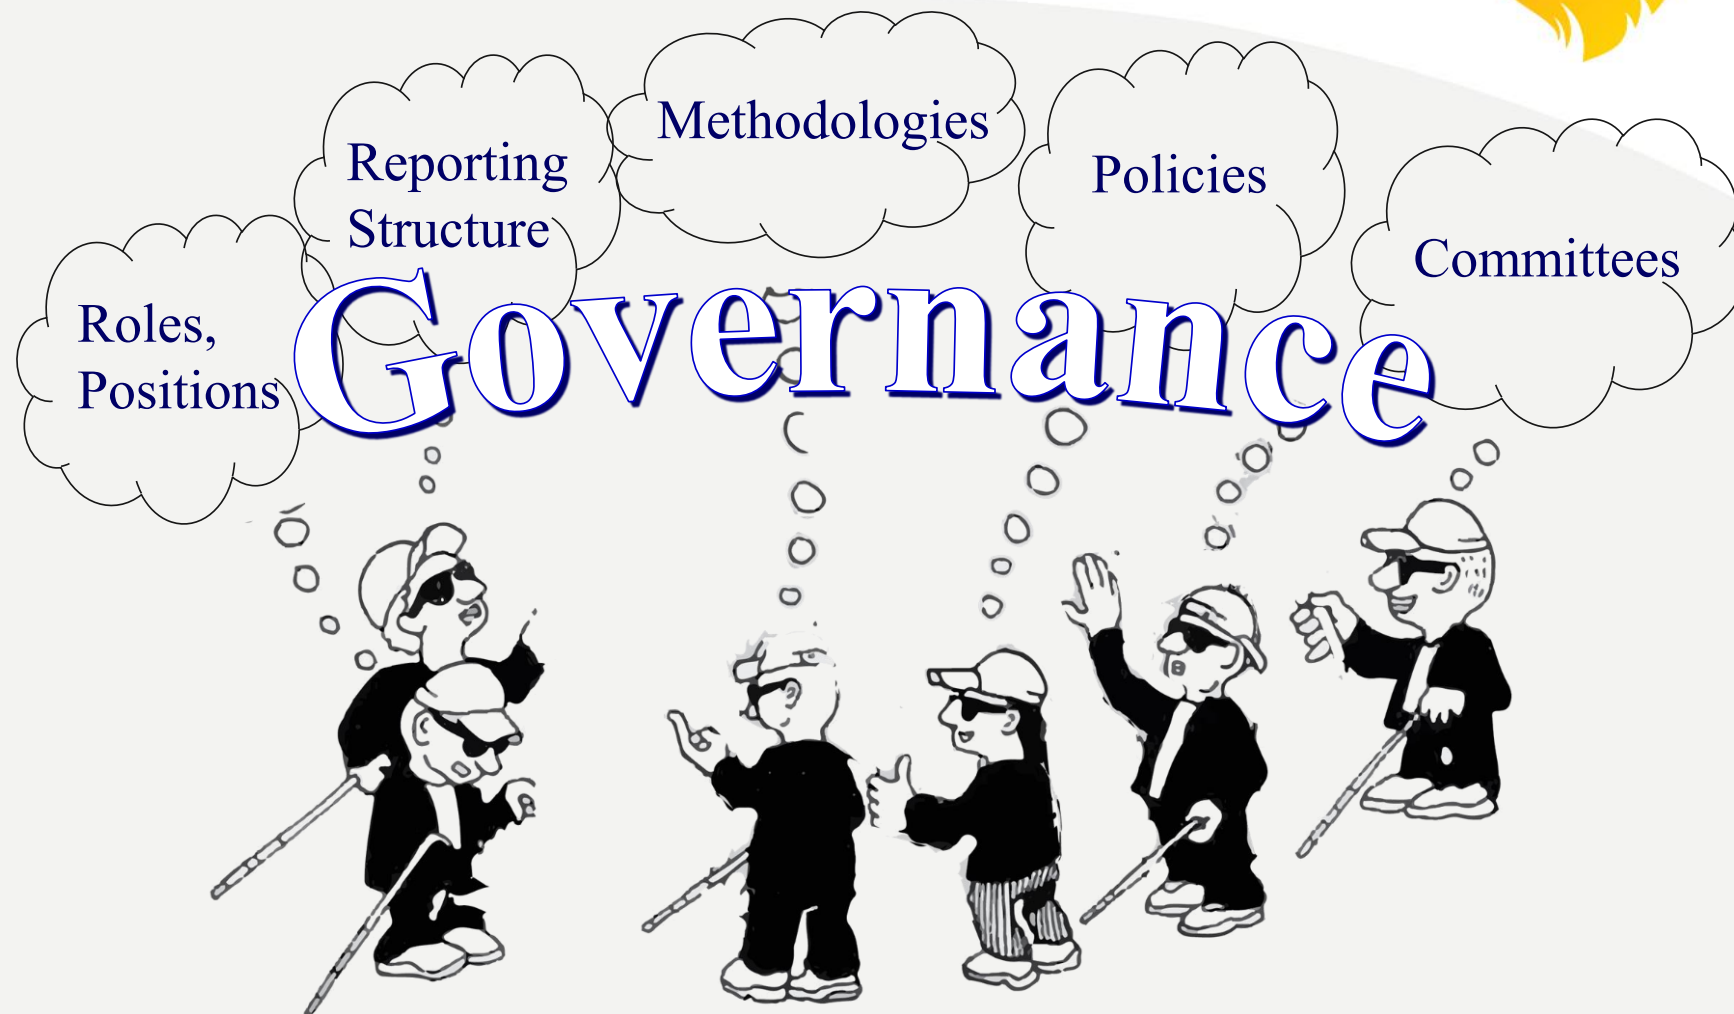 Roles,
Positions
Reporting
Structure
Methodologies
Policies
Committees
Governance